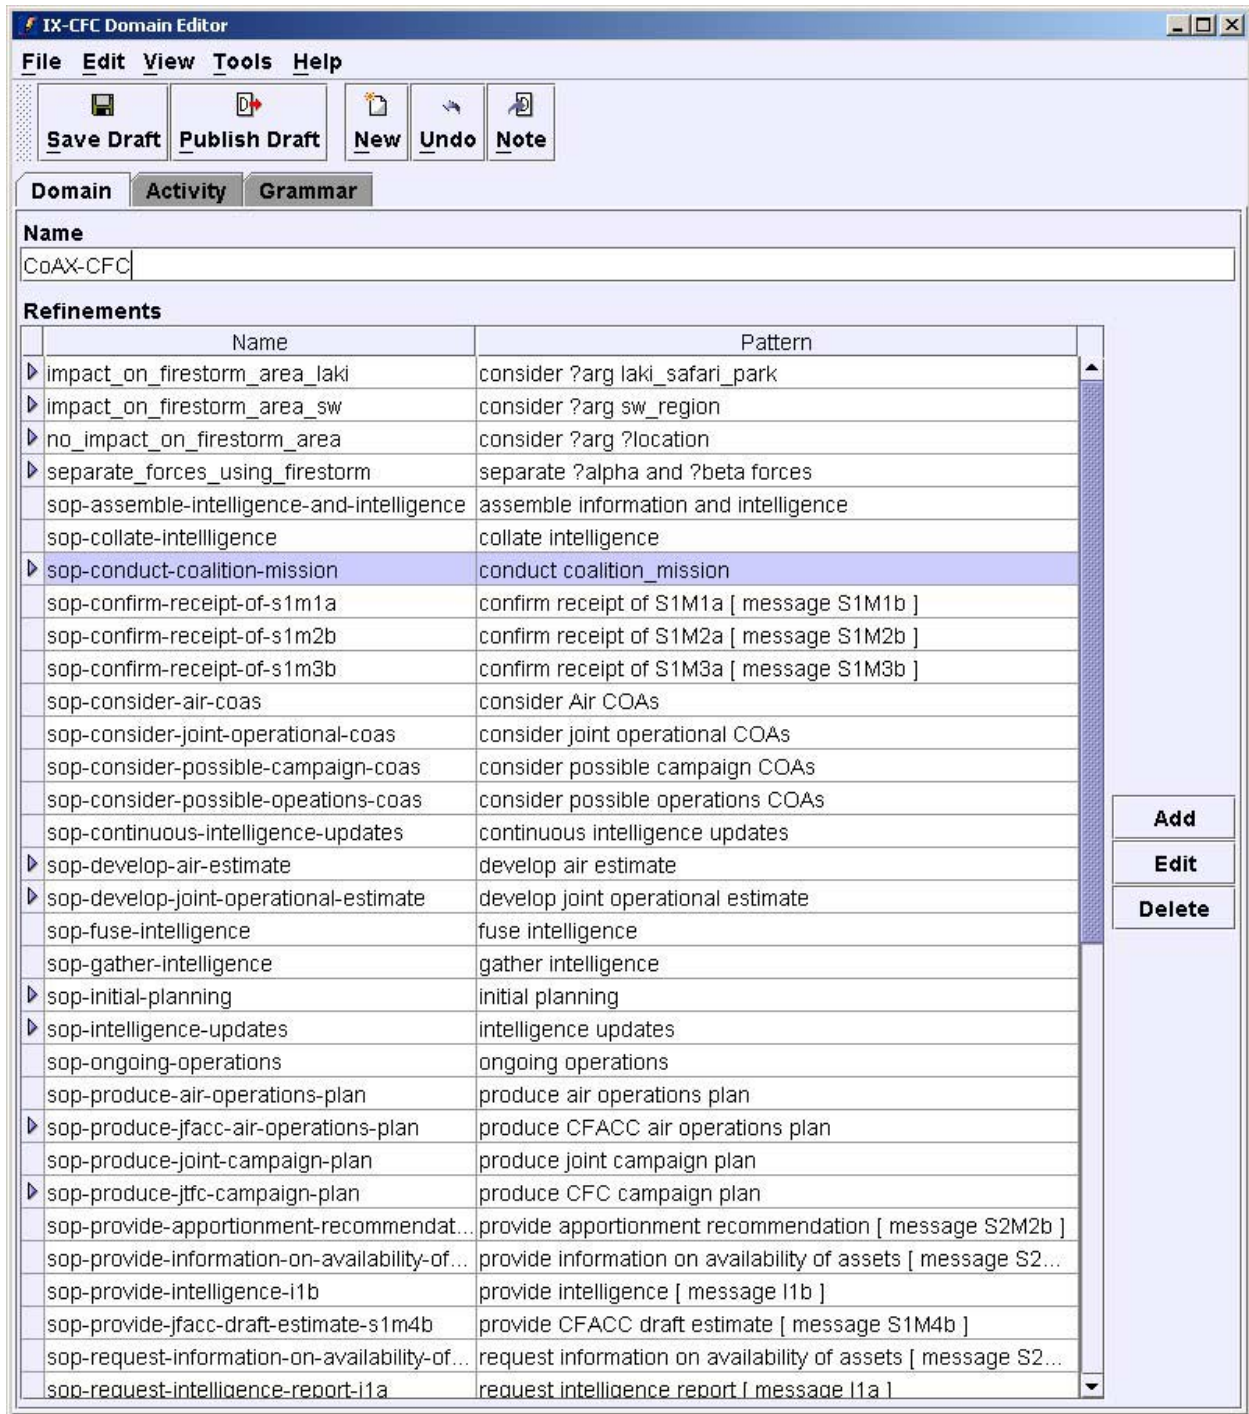 IX-CFC Domain Editor
File Edit View Tools Help
Save Draft Publish Draft New Undo Note
Domain Activity Grammar
Name
CoAX-CFC
Refinements
Name Pattern
impact_on_firestorm_area_laki consider ?arg laki_safari_park
impact_on_firestorm_area_sw consider ?arg sw_region
no_impact_on_firestorm_area consider ?arg ?location
separate_forces_using_firestorm separate ?alpha and ?beta forces
sop-assemble-intelligence-and-intelligence assemble information and intelligence
sop-collate-intellligence collate intelligence
sop-conduct-coalition-mission conduct coalition_mission
sop-confirm-receipt-of-s1m1a confirm receipt of S1M1a [ message S1M1b ]
sop-confirm-receipt-of-s1m2b confirm receipt of S1M2a [ message S1M2b ]
sop-confirm-receipt-of-s1m3b confirm receipt of S1M3a [ message S1M3b ]
sop-consider-air-coas consider Air COAs
sop-consider-joint-operational-coas consider joint operational COAs
sop-consider-possible-campaign-coas consider possible campaign COAs
sop-consider-possible-opeations-coas consider possible operations COAs
sop-continuous-intelligence-updates continuous intelligence updates
Add
sop-develop-air-estimate develop air estimate
Edit
sop-develop-joint-operational-estimate develop joint operational estimate
Delete
sop-fuse-intelligence fuse intelligence
sop-gather-intelligence gather intelligence
sop-initial-planning initial planning
sop-intelligence-updates intelligence updates
sop-ongoing-operations ongoing operations
sop-produce-air-operations-plan produce air operations plan
sop-produce-jfacc-air-operations-plan produce CFACC air operations plan
sop-produce-joint-campaign-plan produce joint campaign plan
sop-produce-jtfc-campaign-plan produce CFC campaign plan
sop-provide-apportionment-recommendat... provide apportionment recommendation [ message S2M2b ]
sop-provide-information-on-availability-of... provide information on availability of assets [ message S2...
sop-provide-intelligence-i1b provide intelligence [ message I1b ]
sop-provide-jfacc-draft-estimate-s1m4b provide CFACC draft estimate [ message S1M4b ]
sop-request-information-on-availability-of... request information on availability of assets [ message S2...
sop-request-intelligence-report-i1a request intelligence report [ message I1a ]